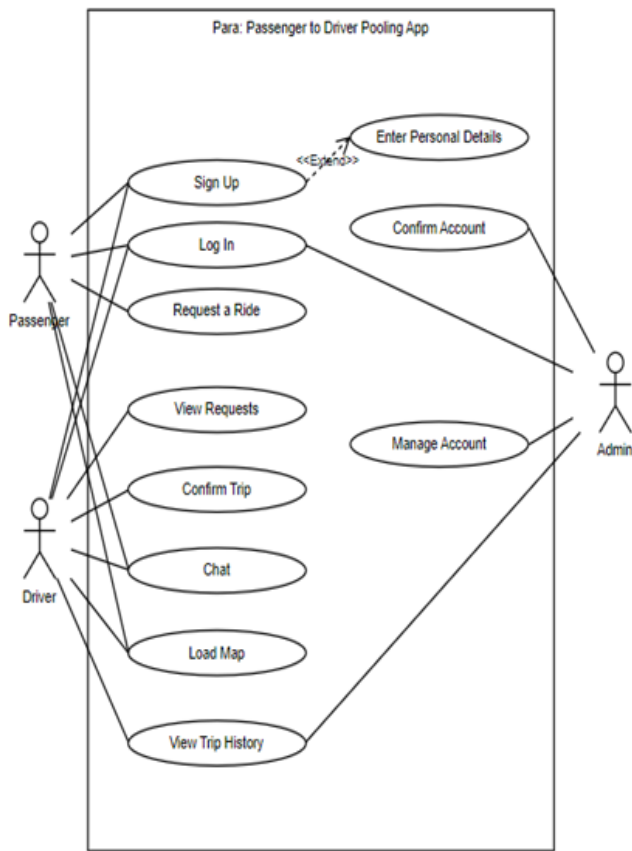 Para: Passenger to Driver Pooling App
Enter Personal Details
<<Extend>>
Sign Up
Confirm Account
Log In
Passenger
Request a Ride
View Requests
Manage Account
Admin
Confirm Trip
Chat
Driver
Load Map
View Trip History